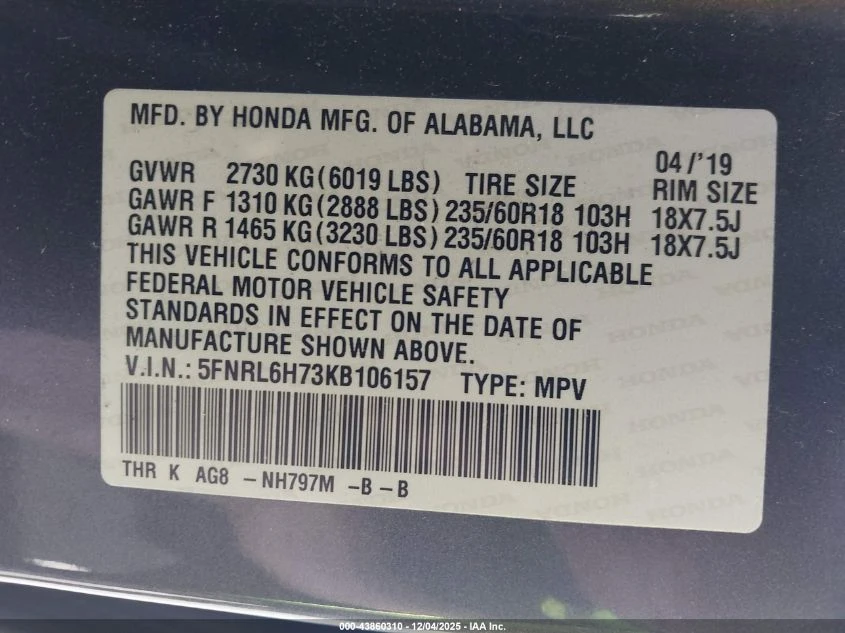 MFD. BY HONDA MFG. OF ALABAMA, LLC
04/'19
GVWR 2730 KG (6019 LBS) TIRE SIZE RIM SIZE
GAWR F 1310 KG (2888 LBS) 235/60R18 103H 18X7.5J
GAWR R 1465 KG (3230 LBS) 235/60R18 103H 18X7.5J
THIS VEHICLE CONFORMS TO ALL APPLICABLE
FEDERAL MOTOR VEHICLE SAFETY
STANDARDS IN EFFECT ON THE DATE OF
MANUFACTURE SHOWN ABOVE.
V.I.N.: 5FNRL6H73KB106157 TYPE: MPV
THR K AG8 -NH797M -B-B
000-43860310 - 12/04/2025 - IAA Inc.